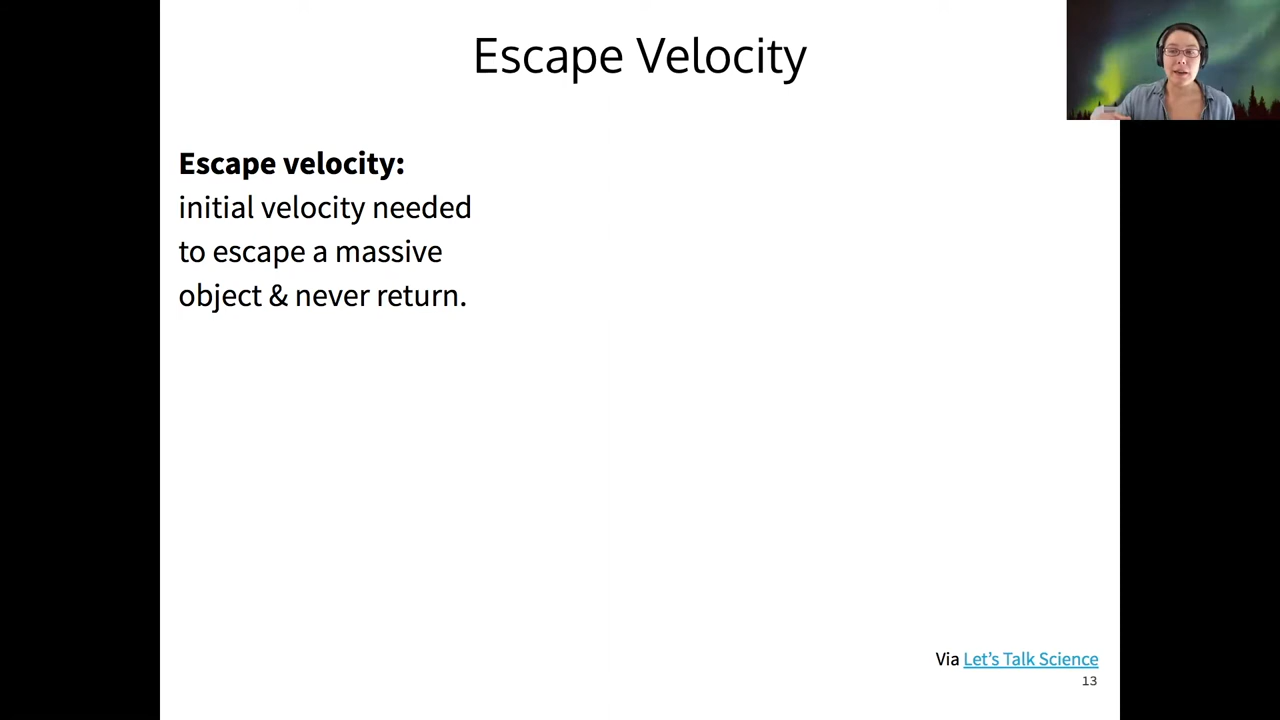 Escape Velocity
Escape velocity:
initial velocity needed
to escape a massive
object & never return.
Via Let’s Talk Science
13